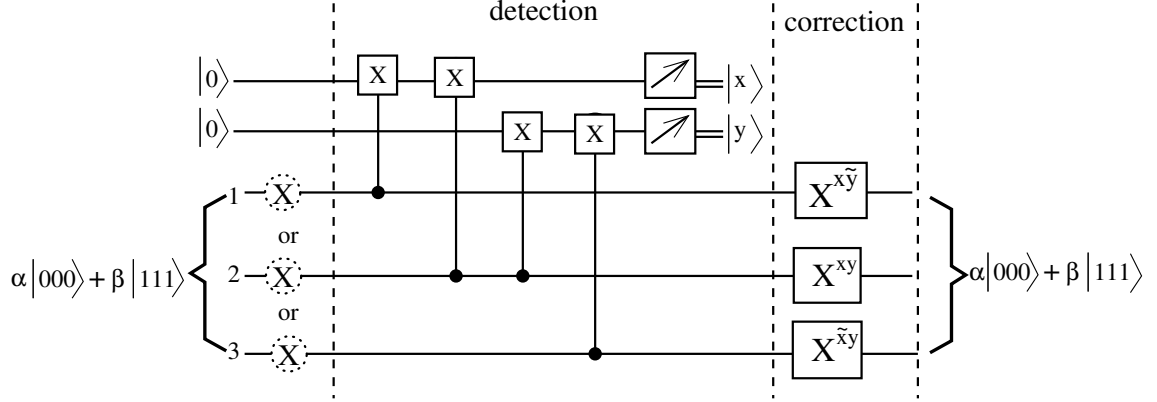 detection
correction
|0⟩ X X |x⟩
|0⟩ X X |y⟩
1 X X^{xỹ}
or
α|000⟩ + β|111⟩ 2 X X^{xy} α|000⟩ + β|111⟩
or
3 X X^{x̃y}